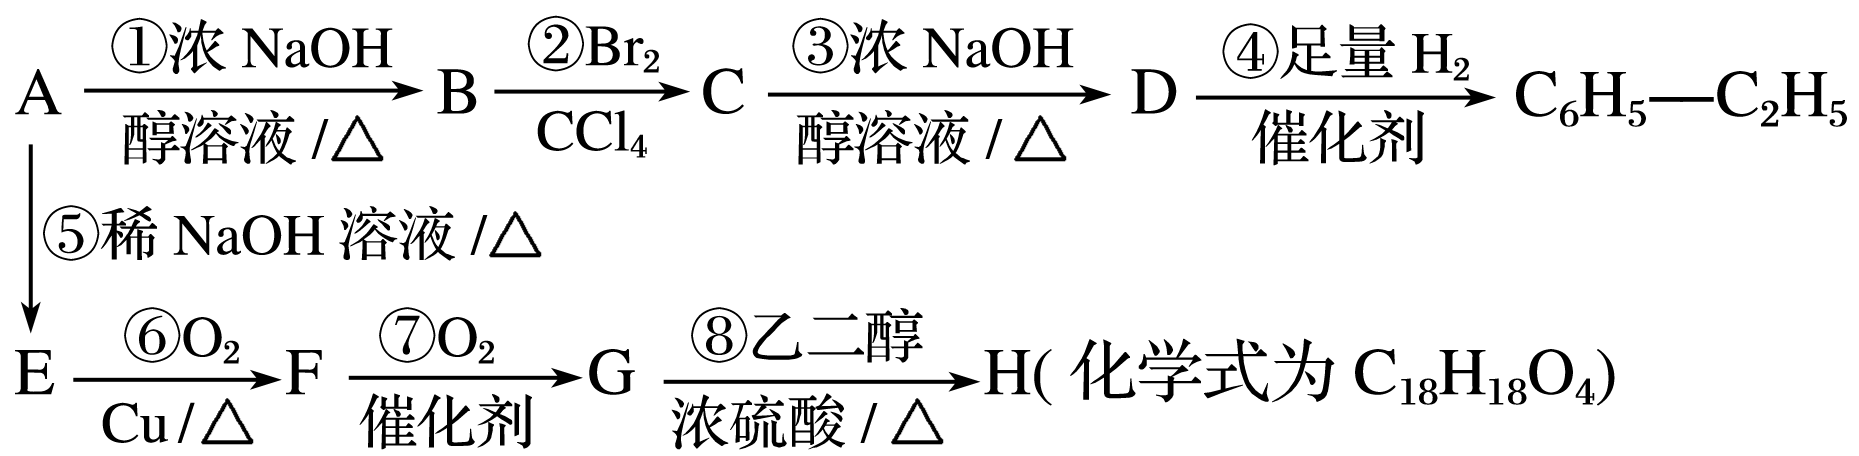 ①浓 NaOH ②Br₂ ③浓 NaOH ④足量 H₂
A B C D C₆H₅—C₂H₅
醇溶液 /△ CCl₄ 醇溶液 / △ 催化剂
⑤稀 NaOH 溶液 /△
⑥O₂ ⑦O₂ ⑧乙二醇
E F G H( 化学式为 C₁₈H₁₈O₄)
Cu /△ 催化剂 浓硫酸 / △